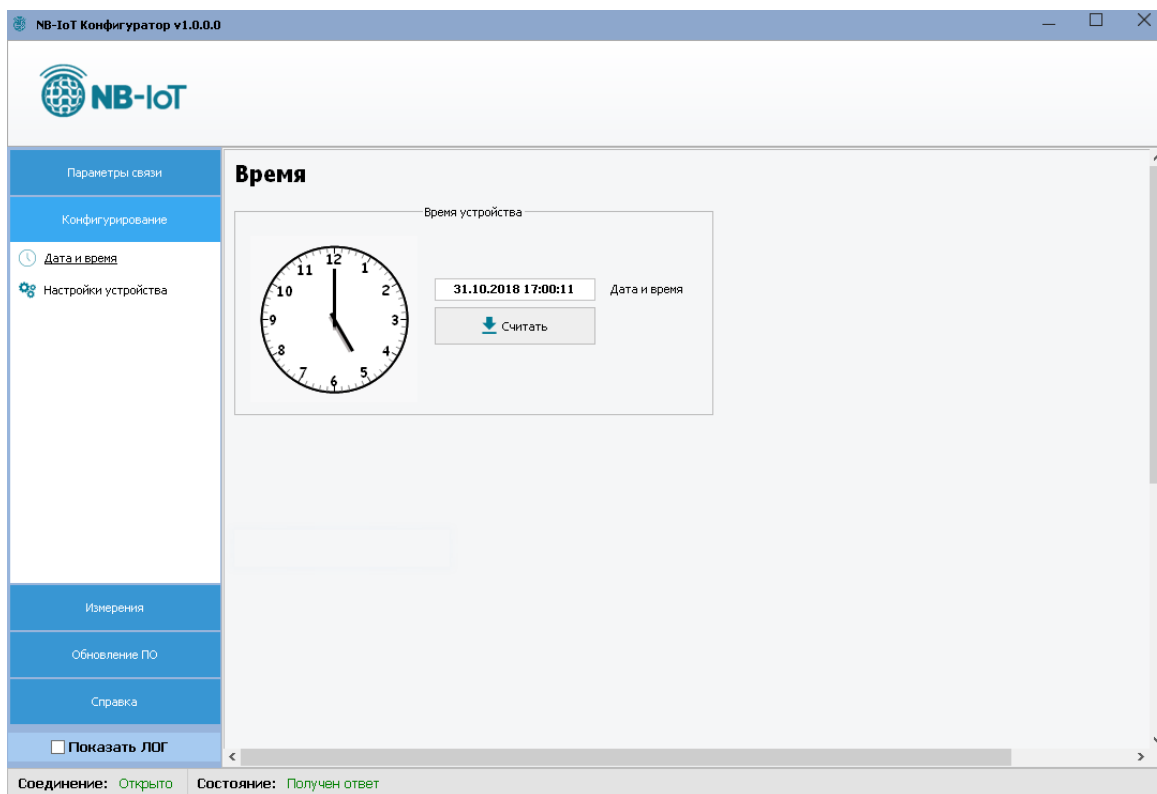 NB-IoT Конфигуратор v1.0.0.0
NB-IoT
Параметры связи
Конфигурирование
Дата и время
Настройки устройства
Измерения
Обновление ПО
Справка
Показать ЛОГ
Время
Время устройства
12
1
2
3
4
5
6
7
8
9
10
11
31.10.2018 17:00:11 Дата и время
Считать
Соединение: Открыто Состояние: Получен ответ